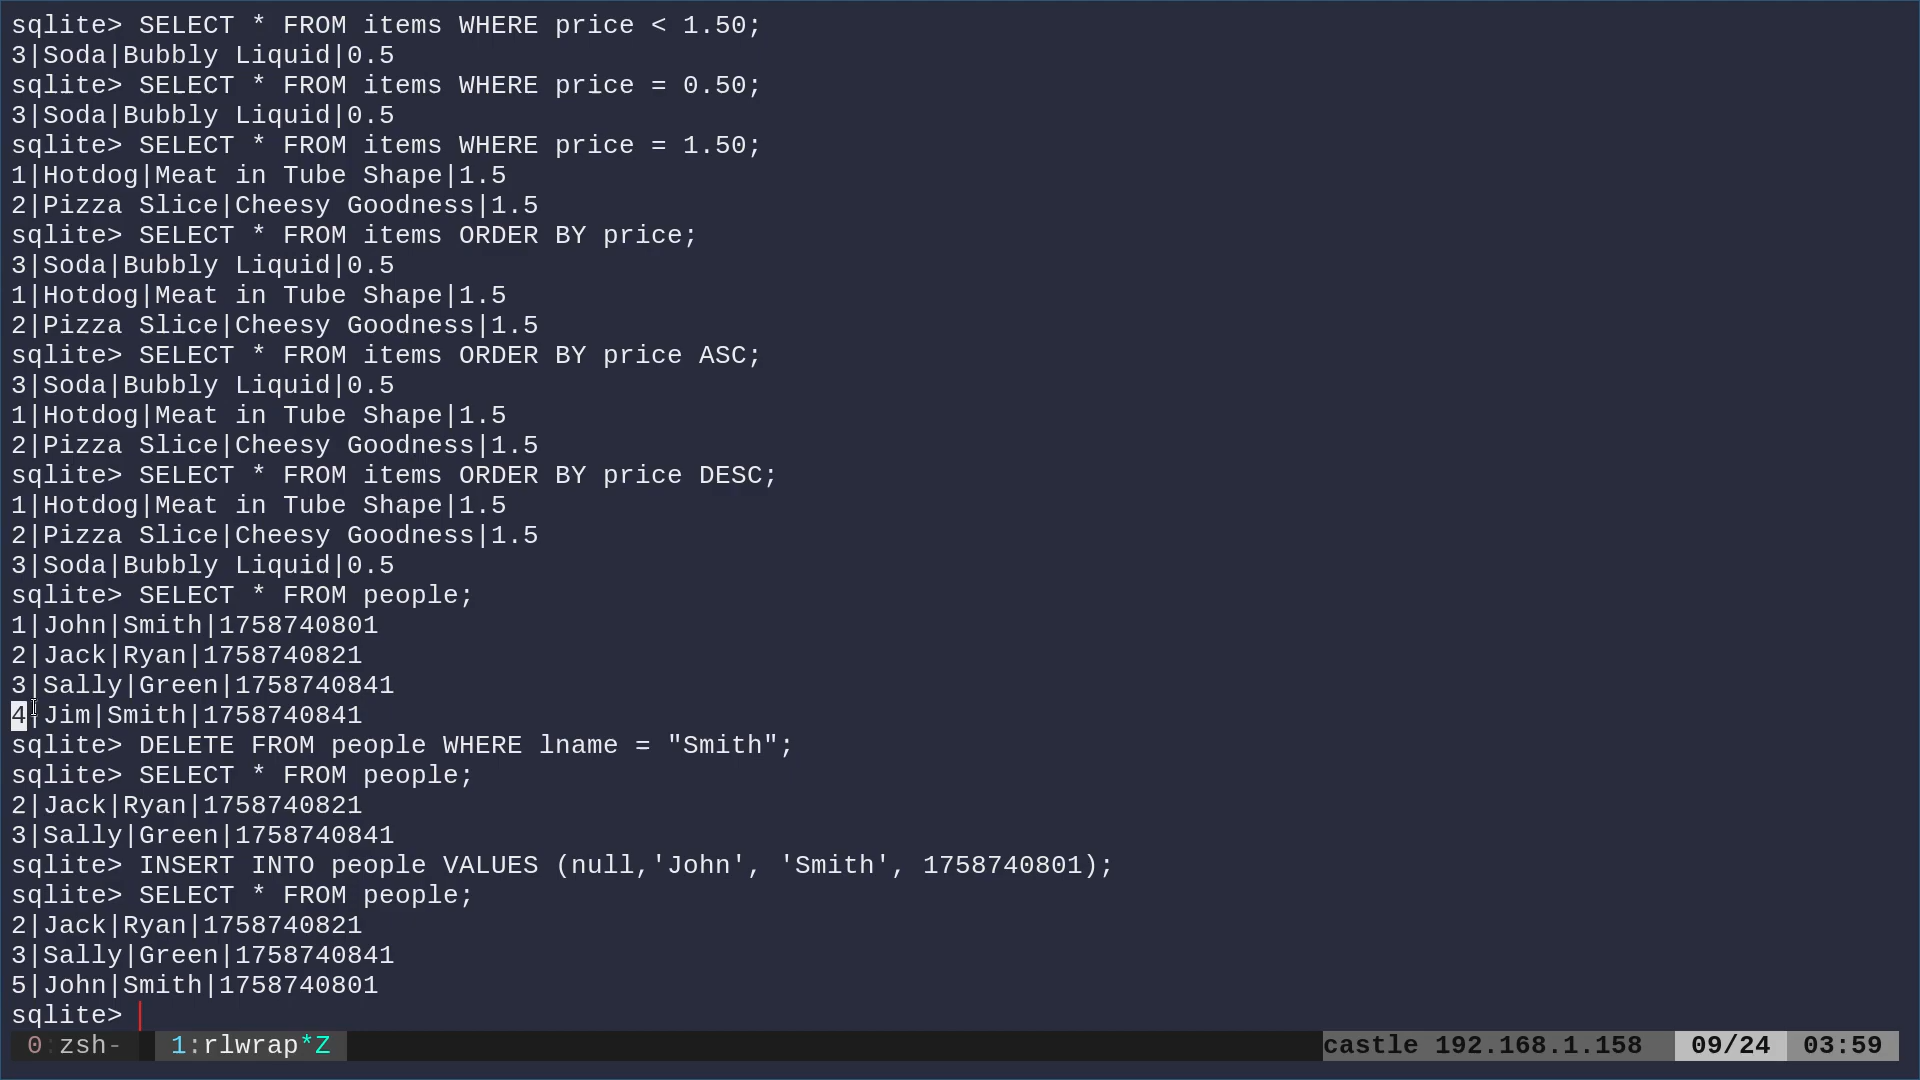 sqlite> SELECT * FROM items WHERE price < 1.50;
3|Soda|Bubbly Liquid|0.5
sqlite> SELECT * FROM items WHERE price = 0.50;
3|Soda|Bubbly Liquid|0.5
sqlite> SELECT * FROM items WHERE price = 1.50;
1|Hotdog|Meat in Tube Shape|1.5
2|Pizza Slice|Cheesy Goodness|1.5
sqlite> SELECT * FROM items ORDER BY price;
3|Soda|Bubbly Liquid|0.5
1|Hotdog|Meat in Tube Shape|1.5
2|Pizza Slice|Cheesy Goodness|1.5
sqlite> SELECT * FROM items ORDER BY price ASC;
3|Soda|Bubbly Liquid|0.5
1|Hotdog|Meat in Tube Shape|1.5
2|Pizza Slice|Cheesy Goodness|1.5
sqlite> SELECT * FROM items ORDER BY price DESC;
1|Hotdog|Meat in Tube Shape|1.5
2|Pizza Slice|Cheesy Goodness|1.5
3|Soda|Bubbly Liquid|0.5
sqlite> SELECT * FROM people;
1|John|Smith|1758740801
2|Jack|Ryan|1758740821
3|Sally|Green|1758740841
4|Jim|Smith|1758740841
sqlite> DELETE FROM people WHERE lname = "Smith";
sqlite> SELECT * FROM people;
2|Jack|Ryan|1758740821
3|Sally|Green|1758740841
sqlite> INSERT INTO people VALUES (null,'John', 'Smith', 1758740801);
sqlite> SELECT * FROM people;
2|Jack|Ryan|1758740821
3|Sally|Green|1758740841
5|John|Smith|1758740801
sqlite>
0:zsh- 1:rlwrap*Z castle 192.168.1.158 09/24 03:59